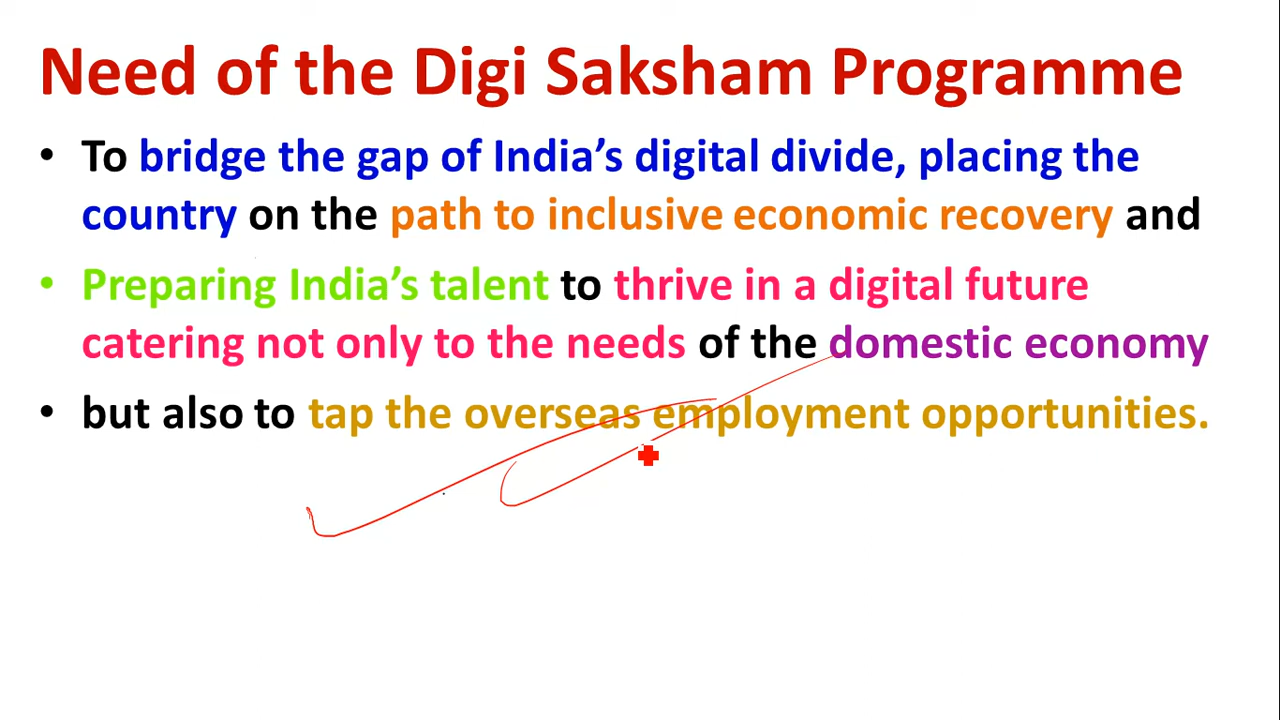 Need of the Digi Saksham Programme
• To bridge the gap of India’s digital divide, placing the
country on the path to inclusive economic recovery and
• Preparing India’s talent to thrive in a digital future
catering not only to the needs of the domestic economy
• but also to tap the overseas employment opportunities.